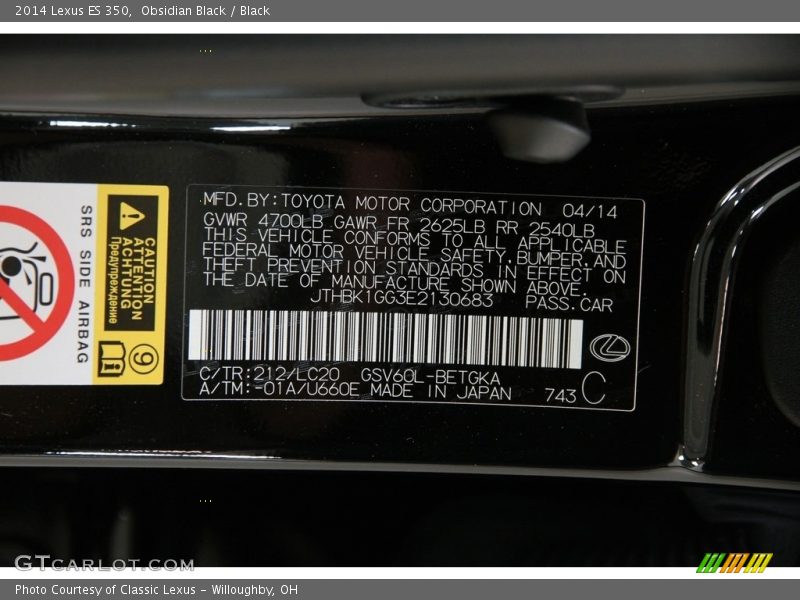 2014 Lexus ES 350,  Obsidian Black / Black
MFD. BY: TOYOTA MOTOR CORPORATION 04/14
GVWR 4700LB GAWR FR 2625LB RR 2540LB
THIS VEHICLE CONFORMS TO ALL APPLICABLE
FEDERAL MOTOR VEHICLE SAFETY, BUMPER, AND
THEFT PREVENTION STANDARDS IN EFFECT ON
THE DATE OF MANUFACTURE SHOWN ABOVE.
JTHBK1GG3E2130683 PASS. CAR
C/TR: 212/LC20 GSV60L-BETGKA
A/TM: -01A/U660E MADE IN JAPAN 743 C
SRS SIDE AIRBAG
CAUTION
ATTENTION
ACHTUNG
Предупреждение
9
GTCARLOT.COM
Photo Courtesy of Classic Lexus - Willoughby, OH